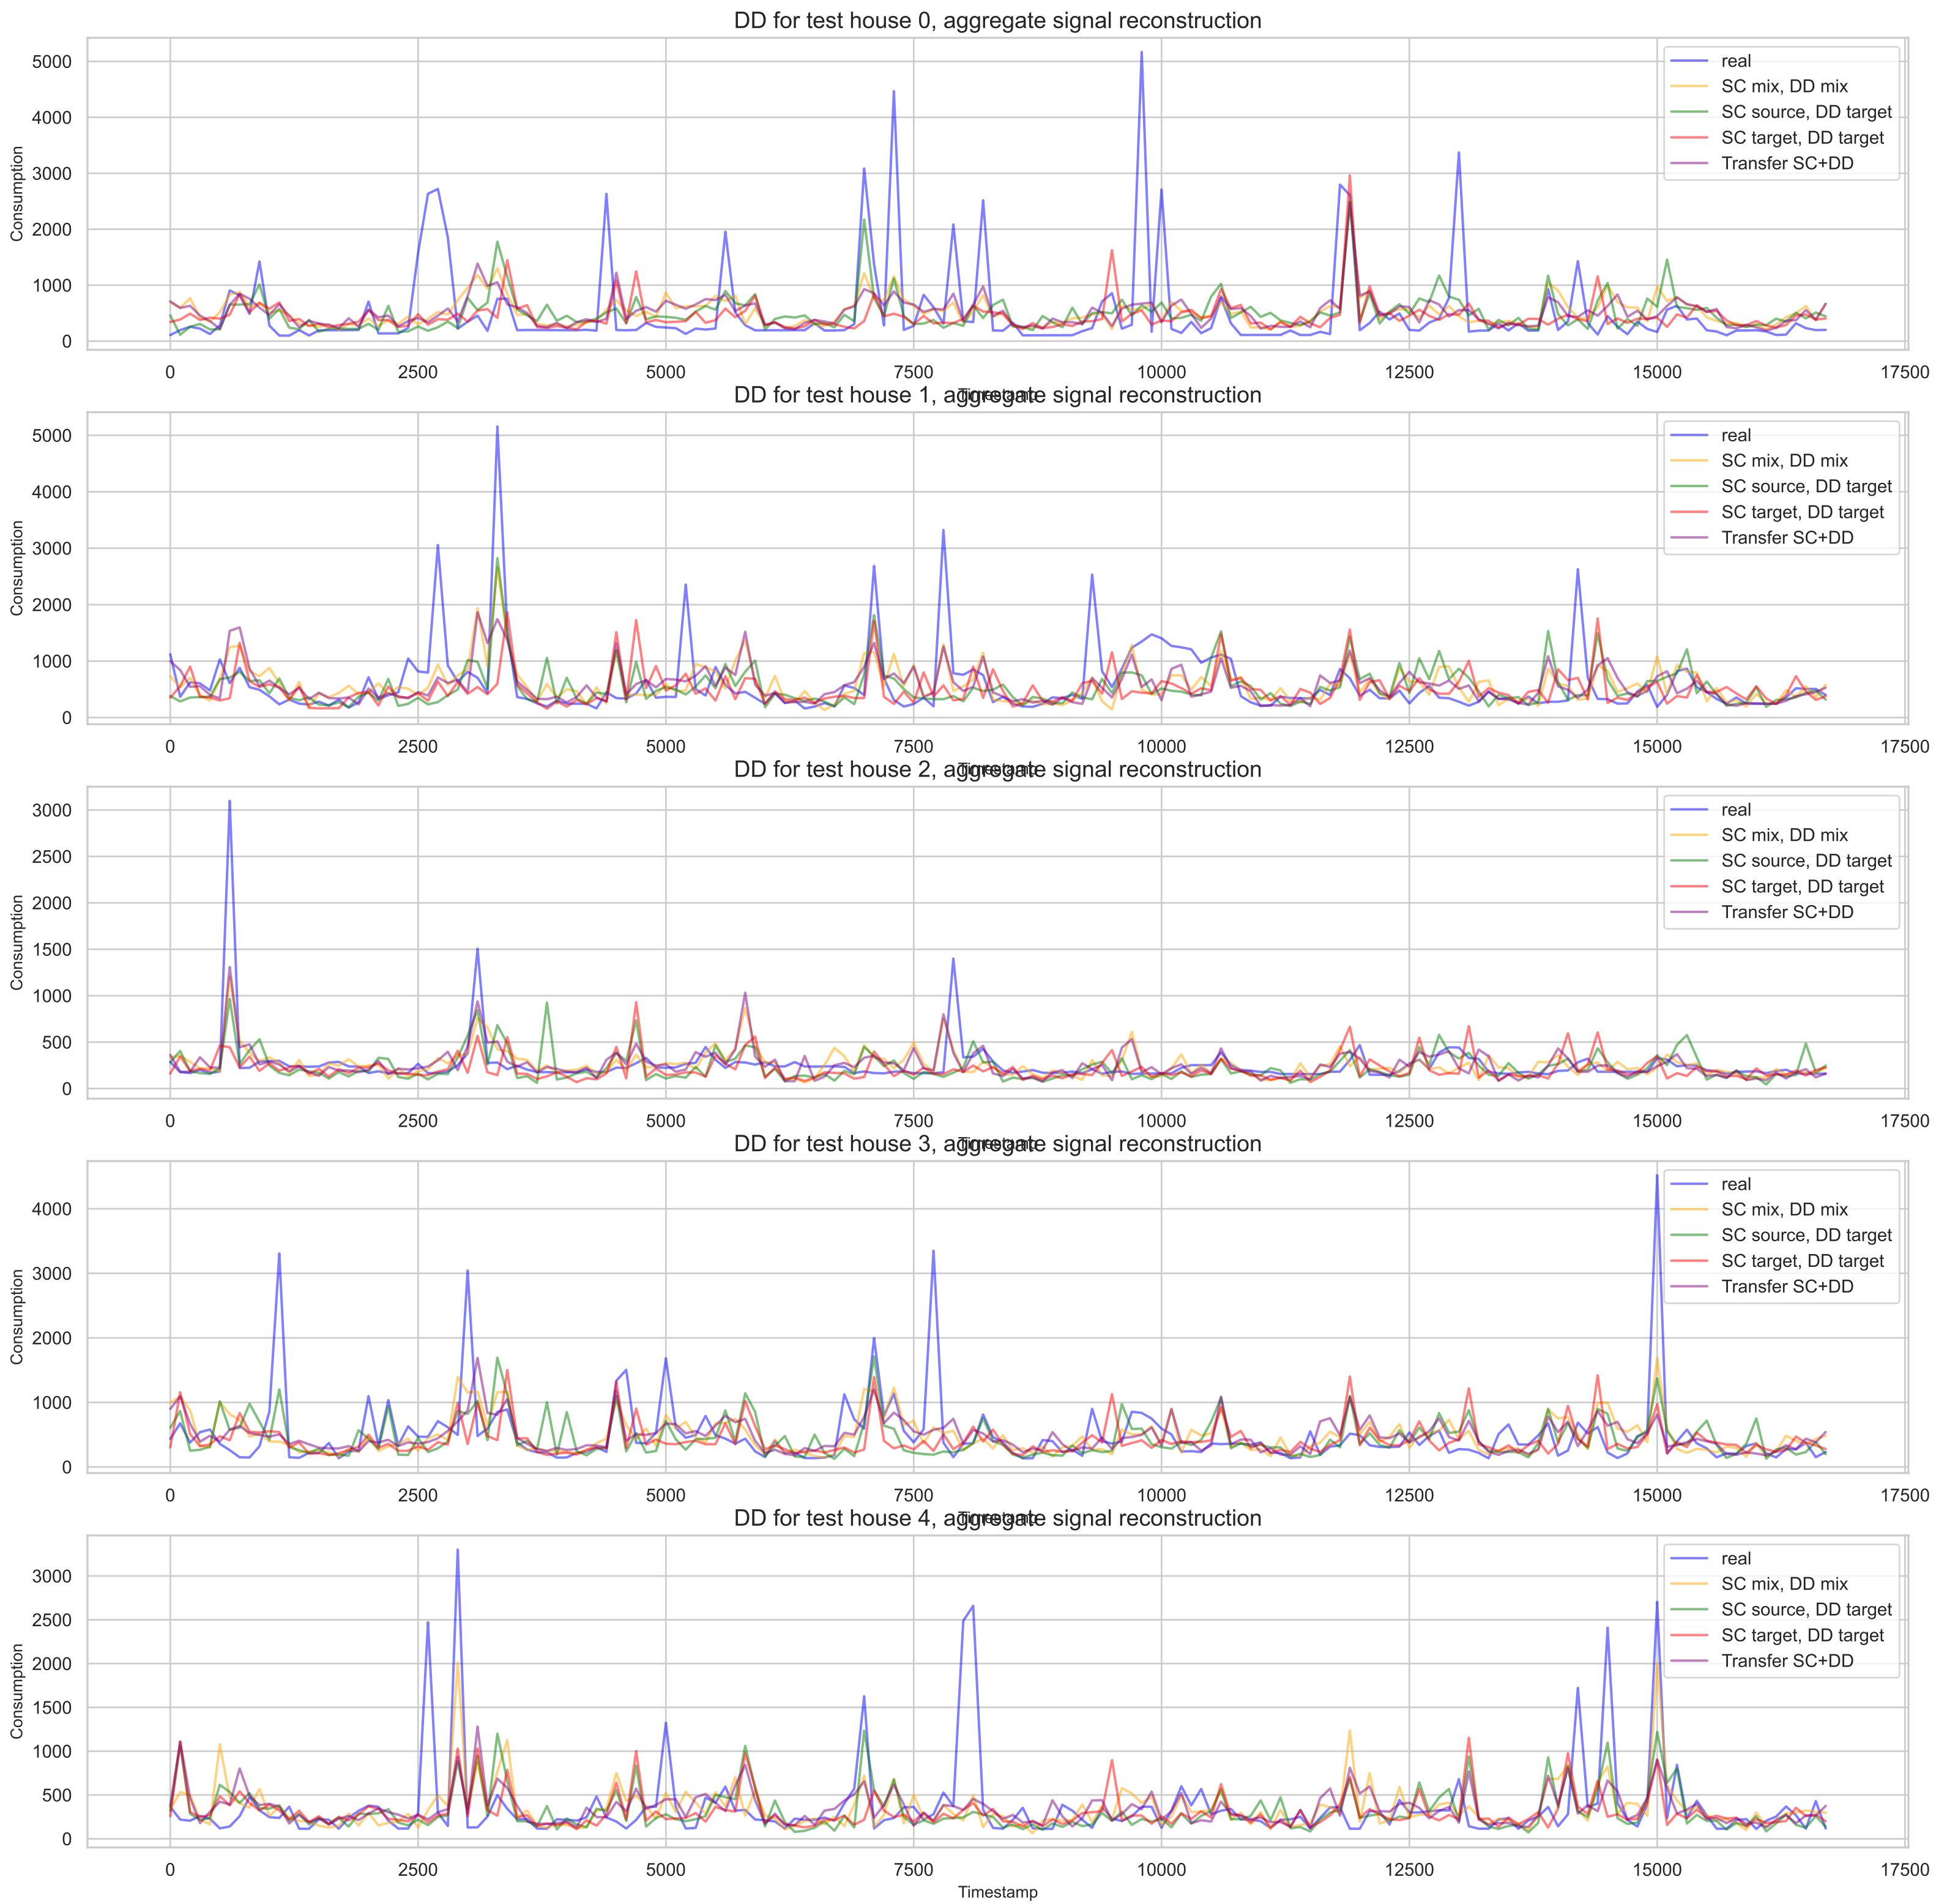 DD for test house 0, aggregate signal reconstruction
5000
4000
3000
2000
1000
0
Consumption
real
SC mix, DD mix
SC source, DD target
SC target, DD target
Transfer SC+DD
0 2500 5000 7500 10000 12500 15000 17500
Timestamp
DD for test house 1, aggregate signal reconstruction
5000
4000
3000
2000
1000
0
Consumption
real
SC mix, DD mix
SC source, DD target
SC target, DD target
Transfer SC+DD
0 2500 5000 7500 10000 12500 15000 17500
Timestamp
DD for test house 2, aggregate signal reconstruction
3000
2500
2000
1500
1000
500
0
Consumption
real
SC mix, DD mix
SC source, DD target
SC target, DD target
Transfer SC+DD
0 2500 5000 7500 10000 12500 15000 17500
Timestamp
DD for test house 3, aggregate signal reconstruction
4000
3000
2000
1000
0
Consumption
real
SC mix, DD mix
SC source, DD target
SC target, DD target
Transfer SC+DD
0 2500 5000 7500 10000 12500 15000 17500
Timestamp
DD for test house 4, aggregate signal reconstruction
3000
2500
2000
1500
1000
500
0
Consumption
real
SC mix, DD mix
SC source, DD target
SC target, DD target
Transfer SC+DD
0 2500 5000 7500 10000 12500 15000 17500
Timestamp